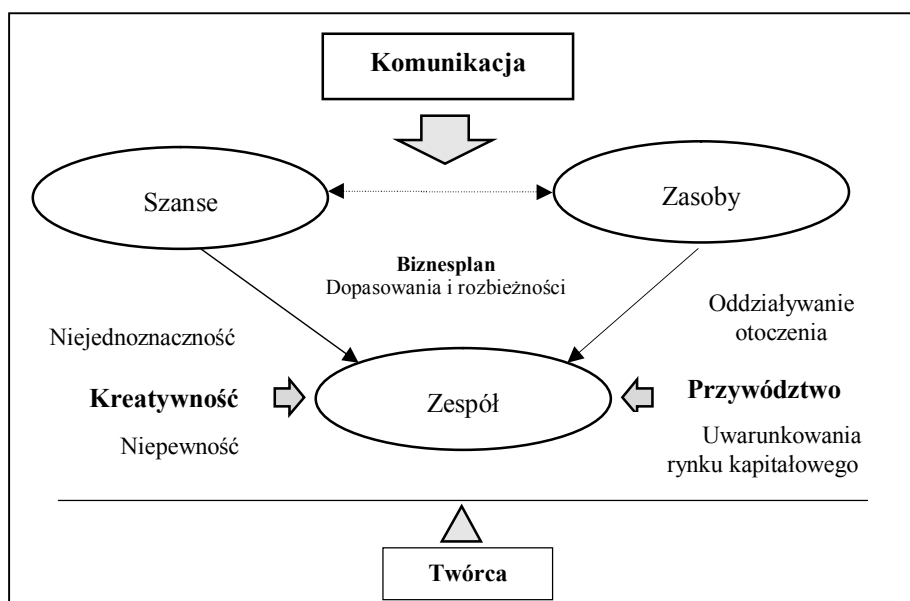 Komunikacja
Szanse
Zasoby
Biznesplan
Dopasowania i rozbieżności
Niejednoznaczność
Oddziaływanie
otoczenia
Kreatywność
Zespół
Przywództwo
Niepewność
Uwarunkowania
rynku kapitałowego
Twórca